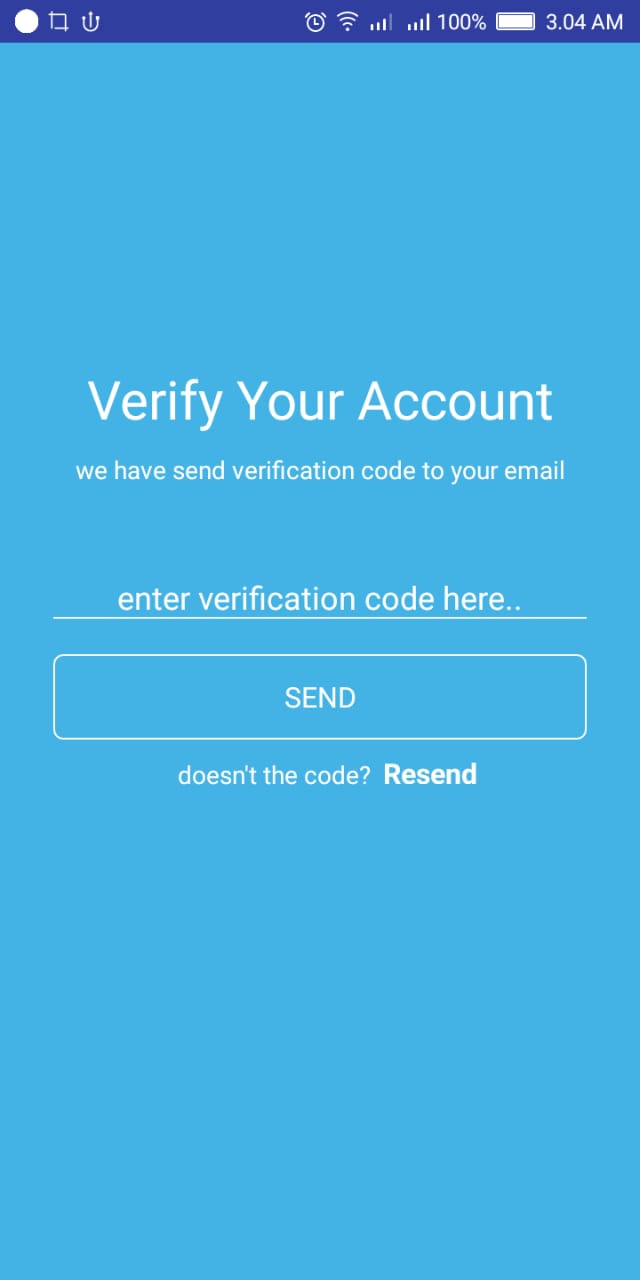 100% 3.04 AM
Verify Your Account
we have send verification code to your email
enter verification code here..
SEND
doesn't the code? Resend